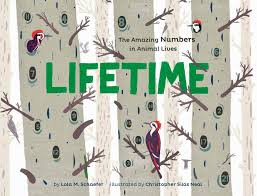 The Amazing Numbers
in Animal Lives
LIFETIME
by Lola M. Schaefer illustrated by Christopher Silas Neal